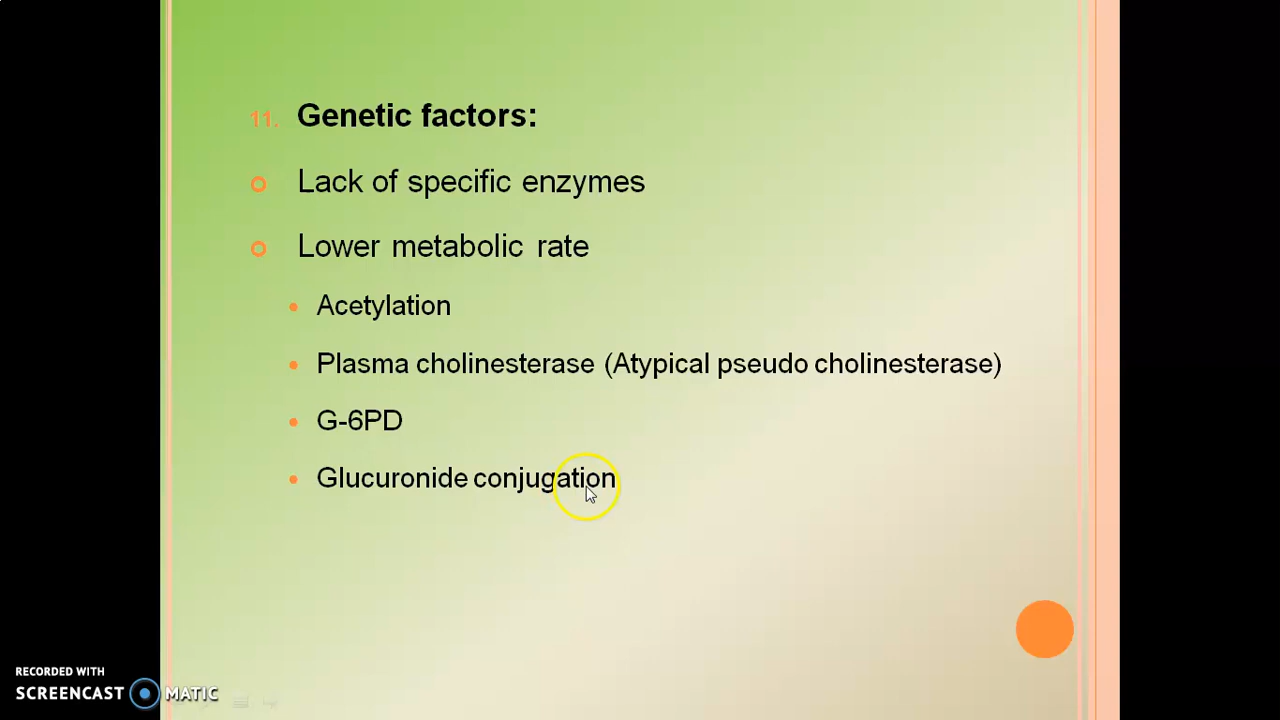 11. Genetic factors:
Lack of specific enzymes
Lower metabolic rate
Acetylation
Plasma cholinesterase (Atypical pseudo cholinesterase)
G-6PD
Glucuronide conjugation
RECORDED WITH
SCREENCAST MATIC